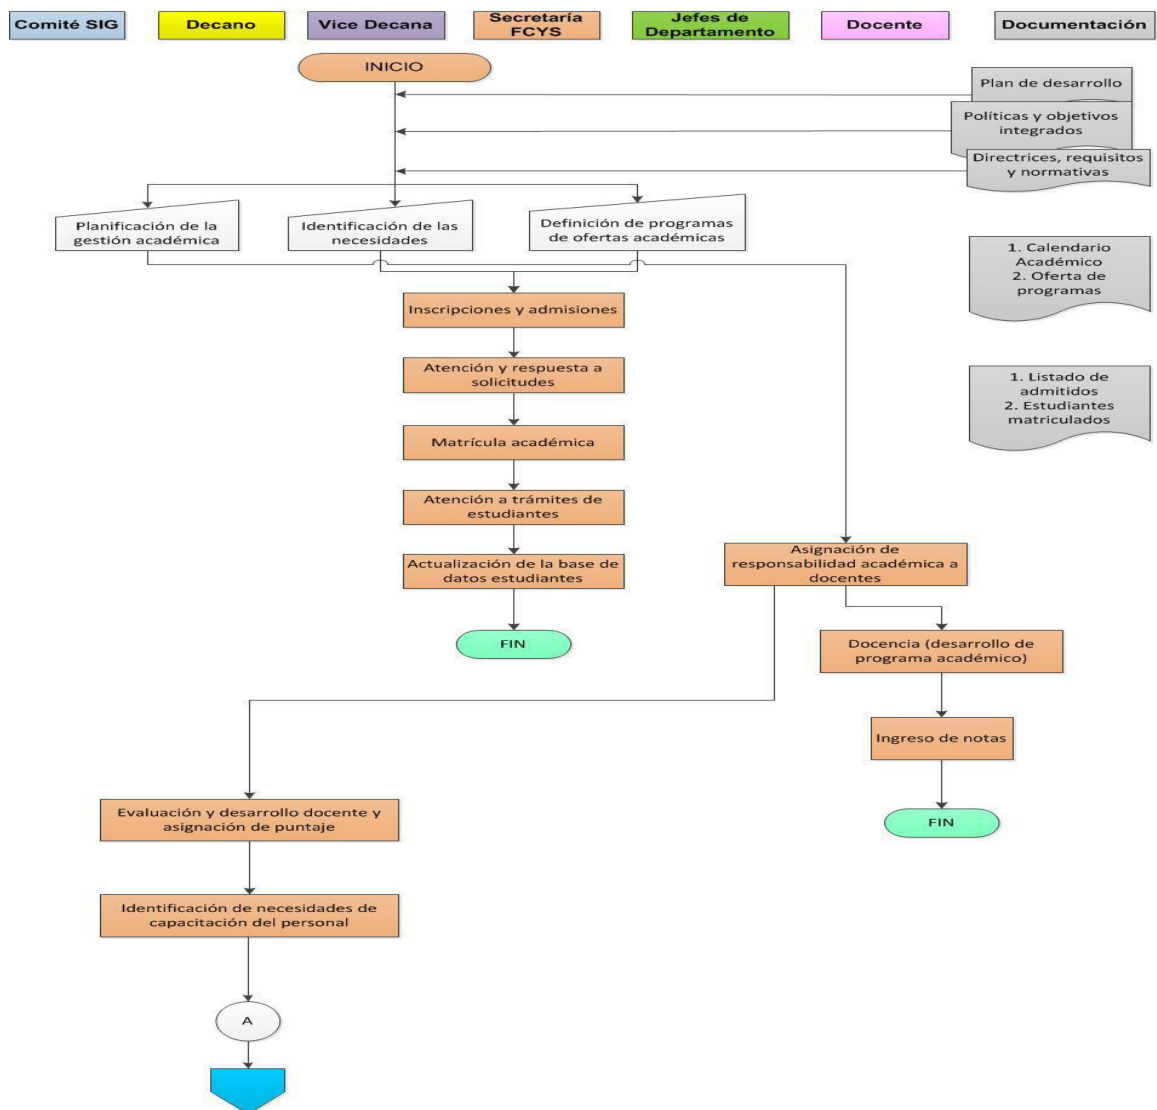 Comité SIG
Decano
Vice Decana
Secretaría
FCYS
Jefes de
Departamento
Docente
Documentación
INICIO
Plan de desarrollo
Políticas y objetivos
integrados
Directrices, requisitos
y normativas
Planificación de la
gestión académica
Identificación de las
necesidades
Definición de programas
de ofertas académicas
1. Calendario
Académico
2. Oferta de
programas
Inscripciones y admisiones
Atención y respuesta a
solicitudes
1. Listado de
admitidos
2. Estudiantes
matriculados
Matrícula académica
Atención a trámites de
estudiantes
Actualización de la base de
datos estudiantes
Asignación de
responsabilidad académica a
docentes
FIN
Docencia (desarrollo de
programa académico)
Ingreso de notas
FIN
Evaluación y desarrollo docente y
asignación de puntaje
Identificación de necesidades de
capacitación del personal
A